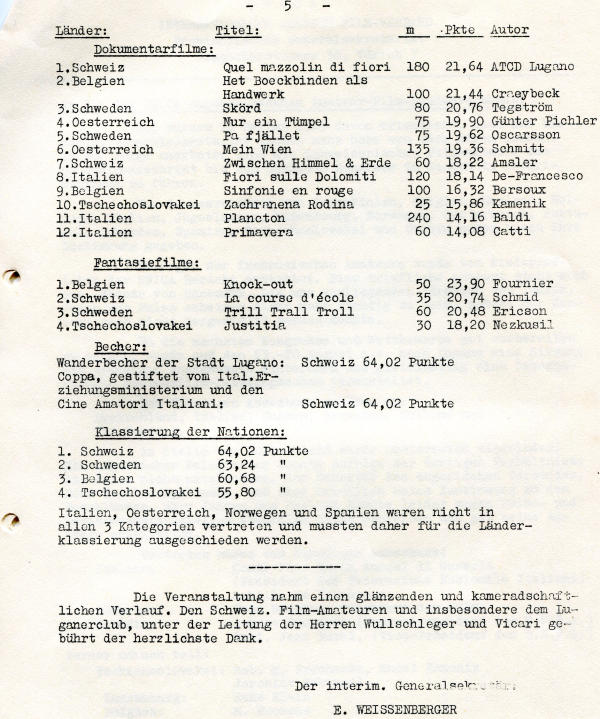 - 5 -
Länder: Titel: m Pkte Autor
Dokumentarfilme:
1.Schweiz Quel mazzolin di fiori 180 21,64 ATCD Lugano
2.Belgien Het Boeckbinden als
Handwerk 100 21,44 Craeybeck
3.Schweden Skörd 80 20,76 Tegström
4.Oesterreich Nur ein Tümpel 75 19,90 Günter Pichler
5.Schweden Pa fjället 75 19,62 Oscarsson
6.Oesterreich Mein Wien 135 19,36 Schmitt
7.Schweiz Zwischen Himmel & Erde 60 18,22 Amsler
8.Italien Fiori sulle Dolomiti 120 18,14 De-Francesco
9.Belgien Sinfonie en rouge 100 16,32 Bersoux
10.Tschechoslovakei Zachranena Rodina 25 15,86 Kamenik
11.Italien Plancton 240 14,16 Baldi
12.Italien Primavera 60 14,08 Catti
Fantasiefilme:
1.Belgien Knock-out 50 23,90 Fournier
2.Schweiz La course d'école 35 20,74 Schmid
3.Schweden Trill Trall Troll 60 20,48 Ericson
4.Tschechoslovakei Justitia 30 18,20 Nezkusil
Becher:
Wanderbecher der Stadt Lugano: Schweiz 64,02 Punkte
Coppa, gestiftet vom Ital.Er-
ziehungsministerium und den
Cine Amatori Italiani: Schweiz 64,02 Punkte
Klassierung der Nationen:
1. Schweiz 64,02 Punkte
2. Schweden 63,24 "
3. Belgien 60,68 "
4. Tschechoslovakei 55,80 "
Italien, Oesterreich, Norwegen und Spanien waren nicht in
allen 3 Kategorien vertreten und mussten daher für die Länder-
klassierung ausgeschieden werden.
Die Veranstaltung nahm einen glänzenden und kameradschaft-
lichen Verlauf. Den Schweiz. Film-Amateuren und insbesondere dem Lu-
ganerclub, unter der Leitung der Herren Wullschleger und Vicari ge-
bührt der herzlichste Dank.
Der interim. Generalsekretär:
E. WEISSENBERGER